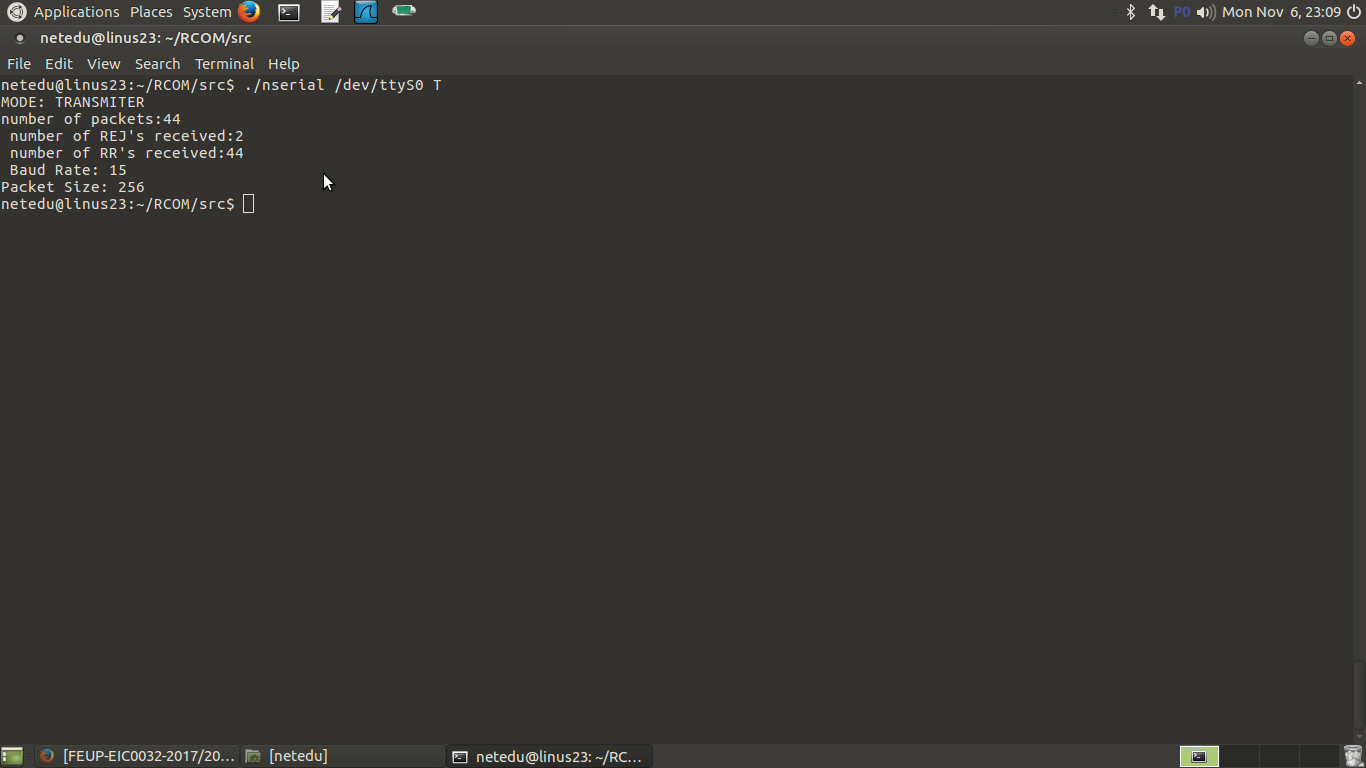 Applications Places System P0 Mon Nov 6, 23:09
netedu@linus23: ~/RCOM/src
File Edit View Search Terminal Help
netedu@linus23:~/RCOM/src$ ./nserial /dev/ttyS0 T
MODE: TRANSMITER
number of packets:44
 number of REJ's received:2
 number of RR's received:44
 Baud Rate: 15
Packet Size: 256
netedu@linus23:~/RCOM/src$
[FEUP-EIC0032-2017/20... [netedu] netedu@linus23: ~/RC...